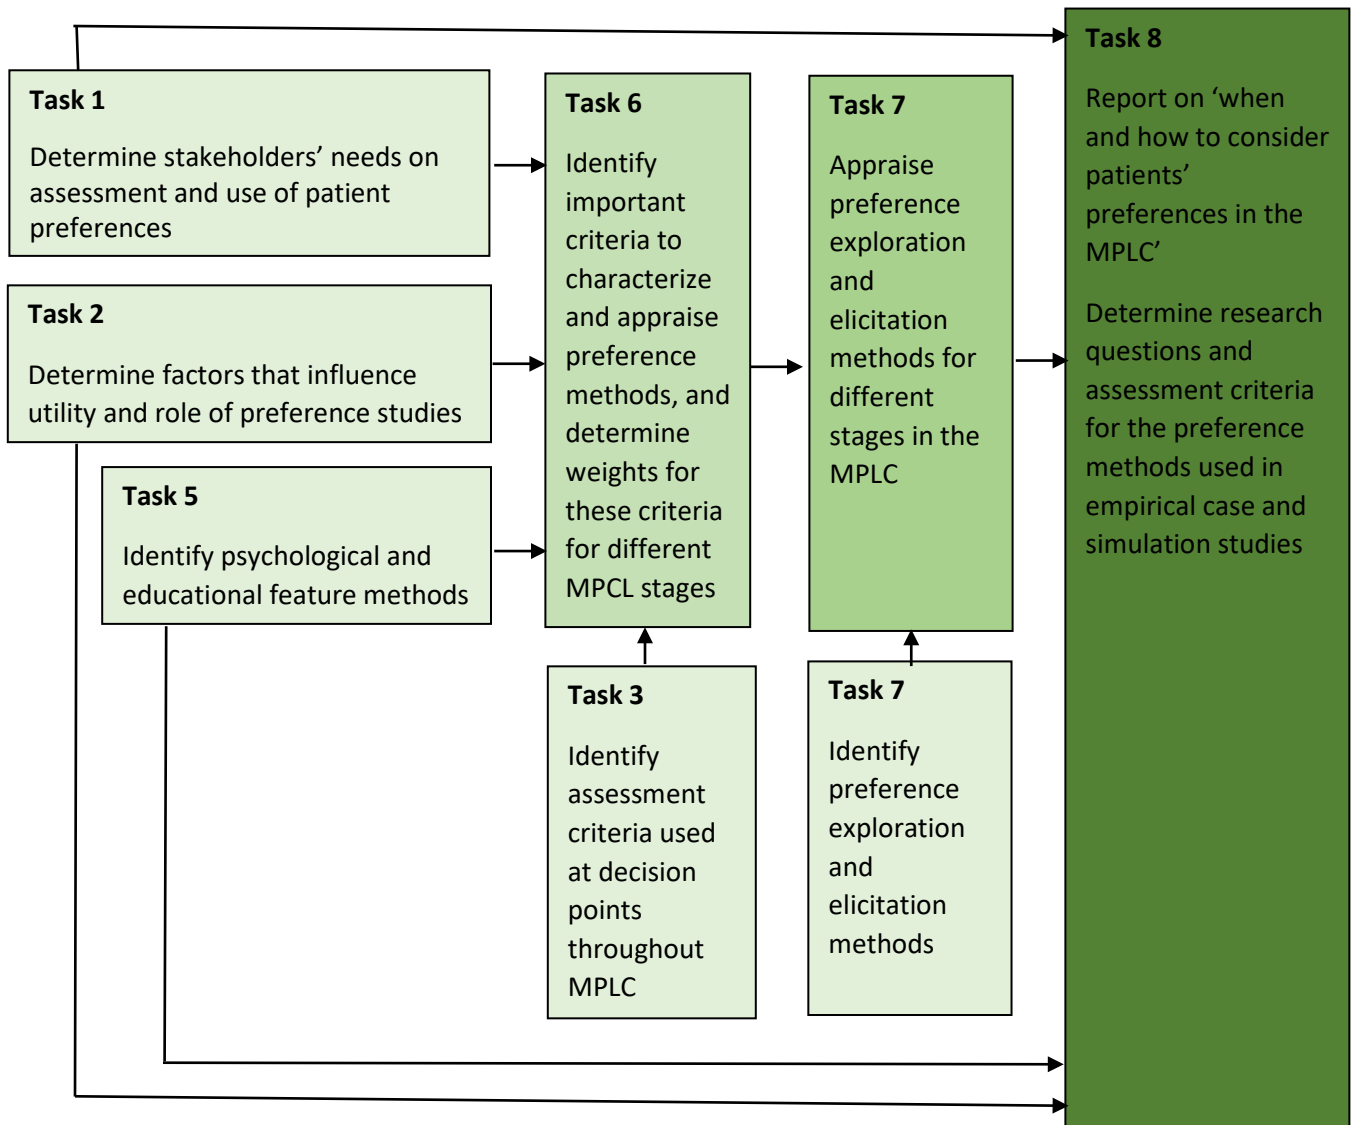 Task 1
Determine stakeholders’ needs on
assessment and use of patient
preferences
Task 2
Determine factors that influence
utility and role of preference studies
Task 5
Identify psychological and
educational feature methods
Task 6
Identify
important
criteria to
characterize
and appraise
preference
methods, and
determine
weights for
these criteria
for different
MPCL stages
Task 3
Identify
assessment
criteria used
at decision
points
throughout
MPLC
Task 7
Appraise
preference
exploration
and
elicitation
methods for
different
stages in the
MPLC
Task 7
Identify
preference
exploration
and
elicitation
methods
Task 8
Report on ‘when
and how to consider
patients’
preferences in the
MPLC’
Determine research
questions and
assessment criteria
for the preference
methods used in
empirical case and
simulation studies